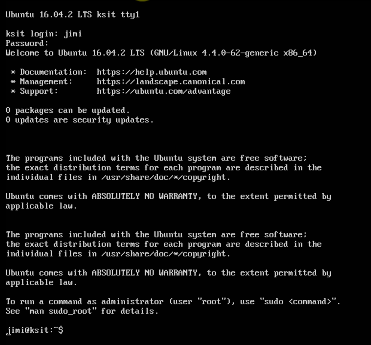 Ubuntu 16.04.2 LTS ksit tty1
ksit login: jimi
Password:
Welcome to Ubuntu 16.04.2 LTS (GNU/Linux 4.4.0-62-generic x86_64)
* Documentation: https://help.ubuntu.com
* Management: https://landscape.canonical.com
* Support: https://ubuntu.com/advantage
0 packages can be updated.
0 updates are security updates.
The programs included with the Ubuntu system are free software;
the exact distribution terms for each program are described in the
individual files in /usr/share/doc/*/copyright.
Ubuntu comes with ABSOLUTELY NO WARRANTY, to the extent permitted by
applicable law.
The programs included with the Ubuntu system are free software;
the exact distribution terms for each program are described in the
individual files in /usr/share/doc/*/copyright.
Ubuntu comes with ABSOLUTELY NO WARRANTY, to the extent permitted by
applicable law.
To run a command as administrator (user "root"), use "sudo <command>".
See "man sudo_root" for details.
jimi@ksit:~$